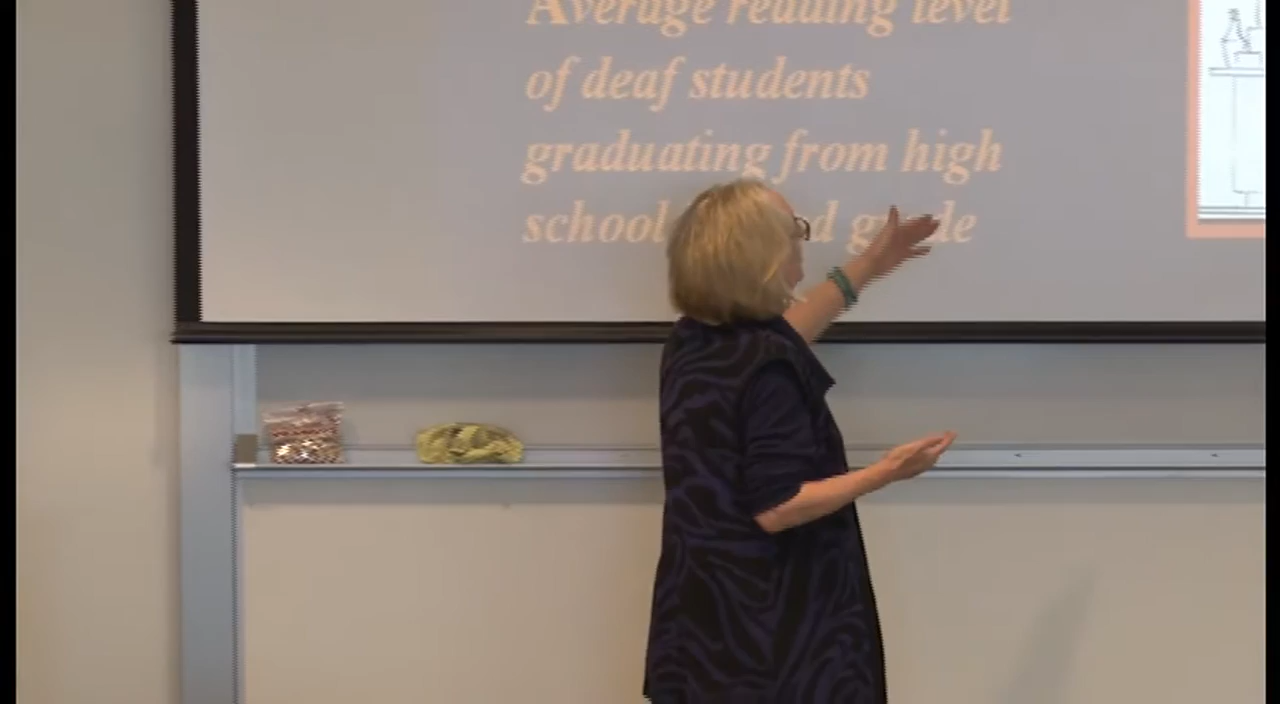 Average reading level
of deaf students
graduating from high
school